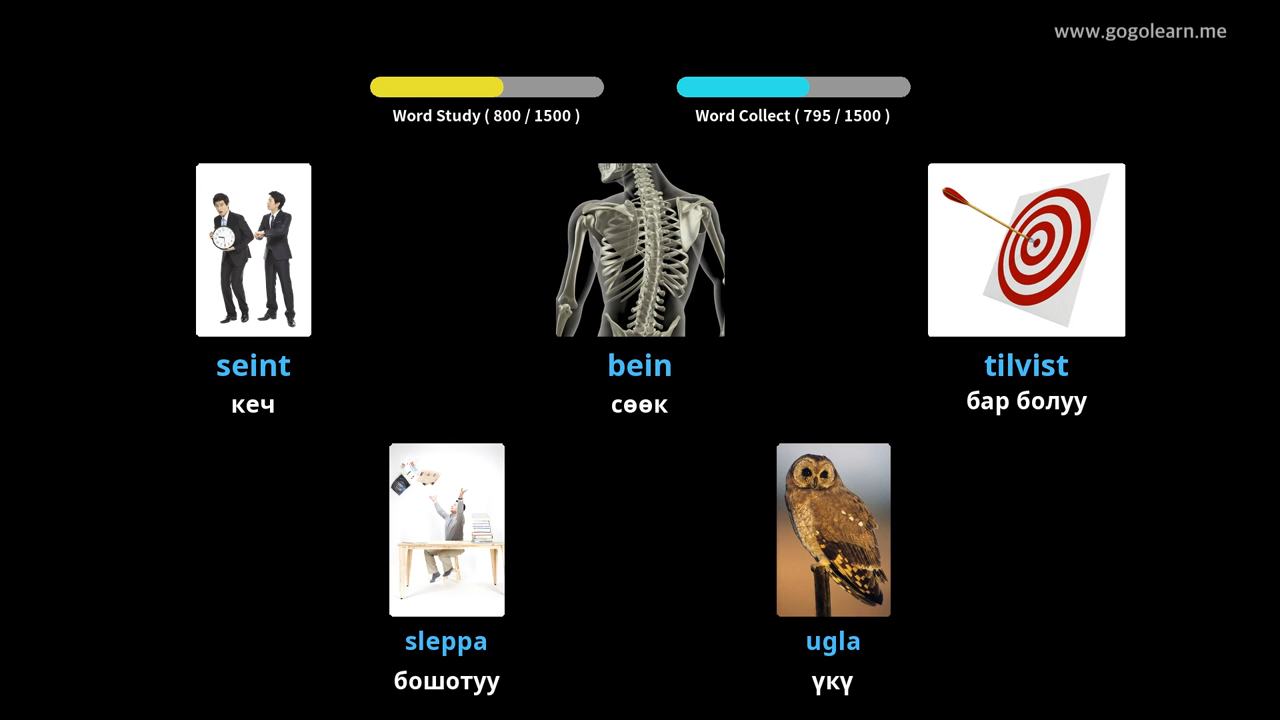 www.gogolearn.me
Word Study ( 800 / 1500 )
Word Collect ( 795 / 1500 )
seint
кеч
bein
сөөк
tilvist
бар болуу
sleppa
бошотуу
ugla
үкү